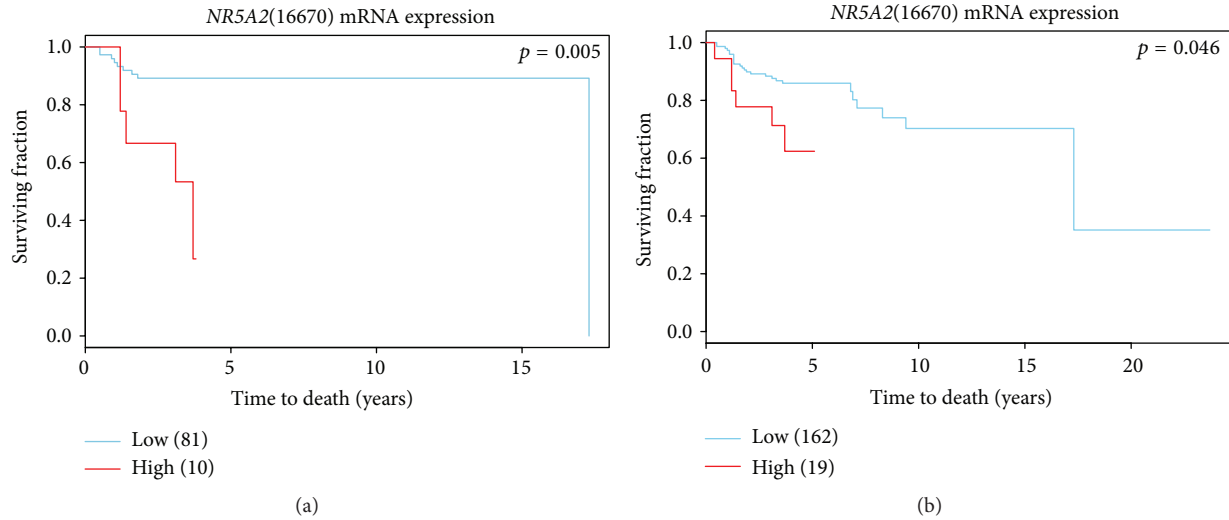 NR5A2(16670) mRNA expression
p = 0.005
1.0
0.8
0.6
0.4
0.2
0.0
Surviving fraction
0 5 10 15
Time to death (years)
Low (81)
High (10)
(a)
NR5A2(16670) mRNA expression
p = 0.046
1.0
0.8
0.6
0.4
0.2
0.0
Surviving fraction
0 5 10 15 20
Time to death (years)
Low (162)
High (19)
(b)